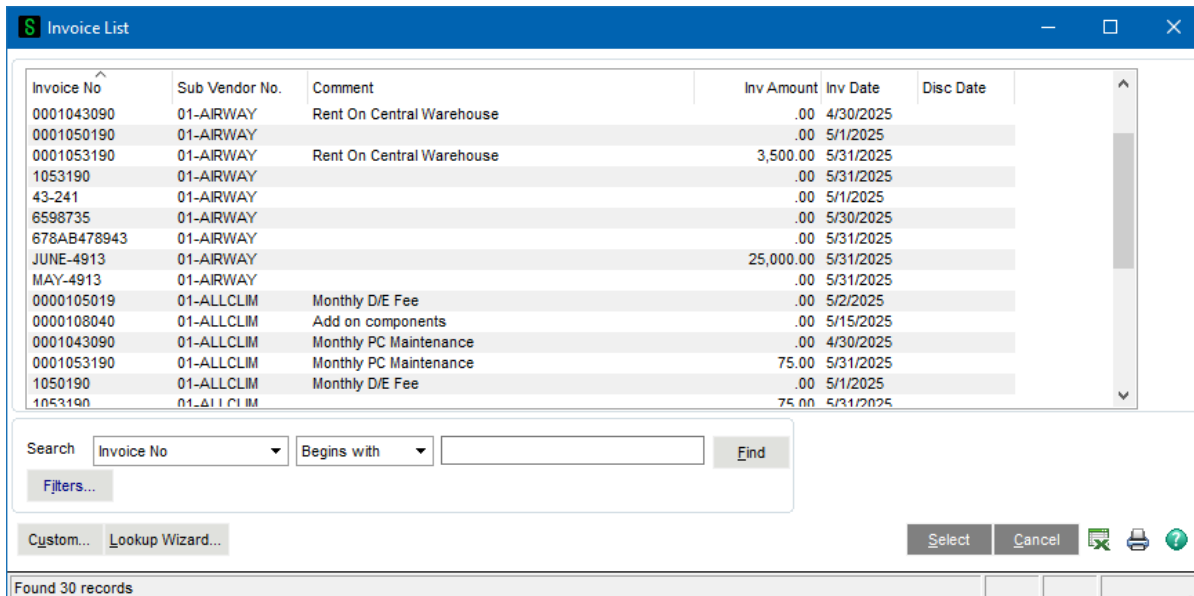 S Invoice List
Invoice No Sub Vendor No. Comment Inv Amount Inv Date Disc Date
0001043090 01-AIRWAY Rent On Central Warehouse .00 4/30/2025
0001050190 01-AIRWAY .00 5/1/2025
0001053190 01-AIRWAY Rent On Central Warehouse 3,500.00 5/31/2025
1053190 01-AIRWAY .00 5/31/2025
43-241 01-AIRWAY .00 5/1/2025
6598735 01-AIRWAY .00 5/30/2025
678AB478943 01-AIRWAY .00 5/31/2025
JUNE-4913 01-AIRWAY 25,000.00 5/31/2025
MAY-4913 01-AIRWAY .00 5/31/2025
0000105019 01-ALLCLIM Monthly D/E Fee .00 5/2/2025
0000108040 01-ALLCLIM Add on components .00 5/15/2025
0001043090 01-ALLCLIM Monthly PC Maintenance .00 4/30/2025
0001053190 01-ALLCLIM Monthly PC Maintenance 75.00 5/31/2025
1050190 01-ALLCLIM Monthly D/E Fee .00 5/1/2025
1053190 01-ALLCLIM 75.00 5/31/2025
Search Invoice No Begins with Find
Filters...
Custom... Lookup Wizard... Select Cancel ?
Found 30 records